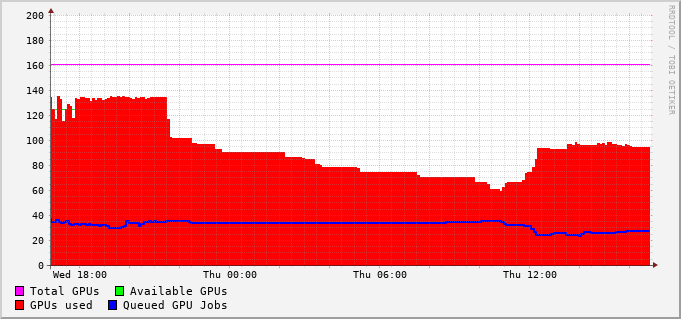 200
180
160
140
120
100
80
60
40
20
0
Wed 18:00 Thu 00:00 Thu 06:00 Thu 12:00
Total GPUs Available GPUs
GPUs used Queued GPU Jobs
RRDTOOL / TOBI OETIKER